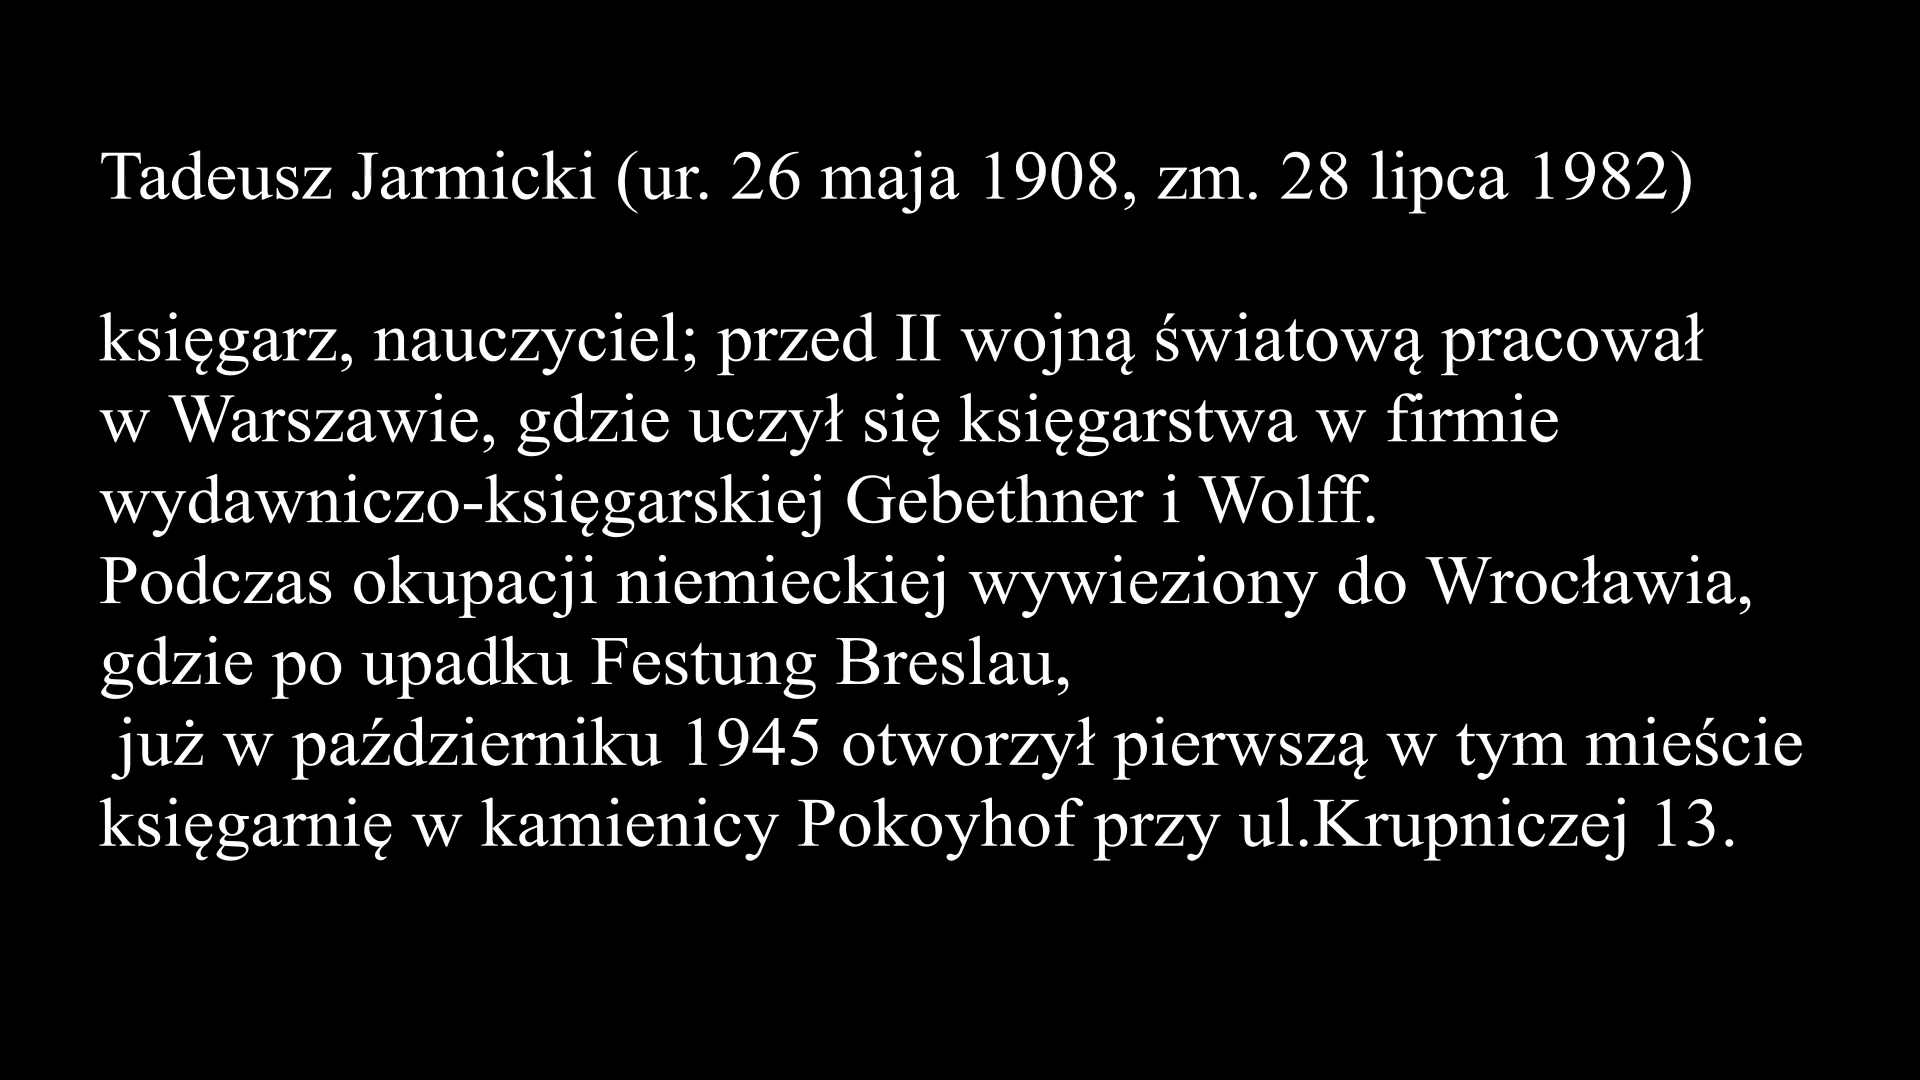 Tadeusz Jarmicki (ur. 26 maja 1908, zm. 28 lipca 1982)
księgarz, nauczyciel; przed II wojną światową pracował
w Warszawie, gdzie uczył się księgarstwa w firmie
wydawniczo-księgarskiej Gebethner i Wolff.
Podczas okupacji niemieckiej wywieziony do Wrocławia,
gdzie po upadku Festung Breslau,
już w październiku 1945 otworzył pierwszą w tym mieście
księgarnię w kamienicy Pokoyhof przy ul.Krupniczej 13.